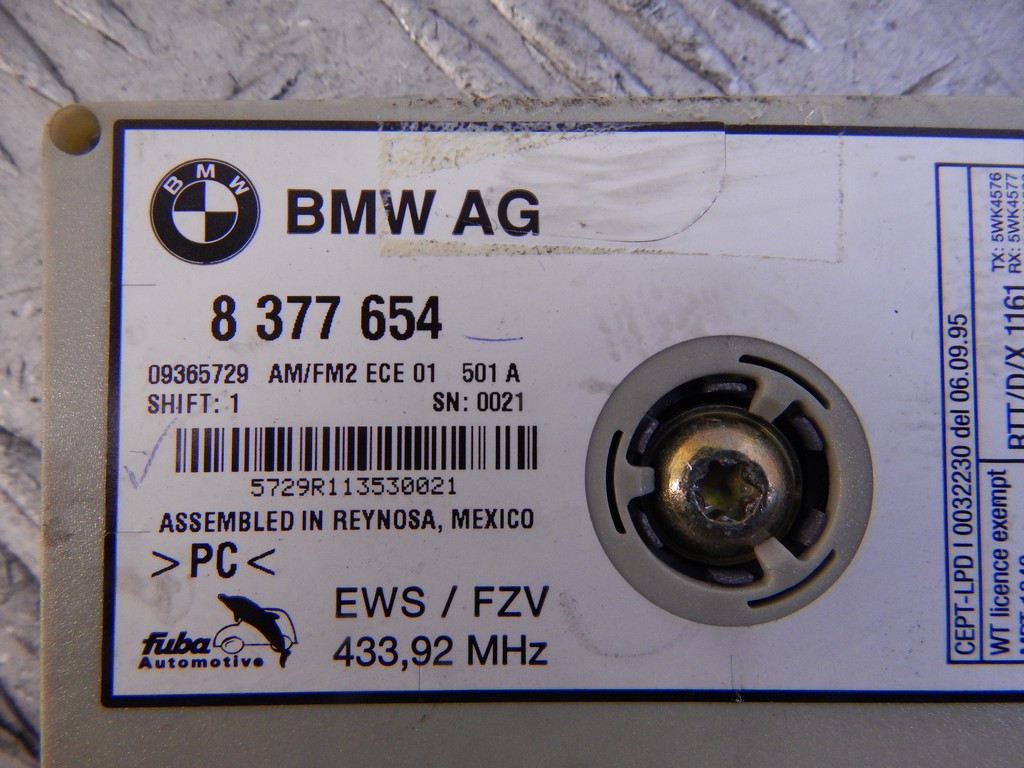 BMW
BMW AG
8 377 654
09365729 AM/FM2 ECE 01 501 A
SHIFT: 1 SN: 0021
5729R113530021
ASSEMBLED IN REYNOSA, MEXICO
>PC<
fuba
Automotive
EWS / FZV
433,92 MHz
CEPT-LPD I 0032230 del 06.09.95
WT licence exempt
BTT/D/X 1161
TX: 5WK4576
RX: 5WK4577